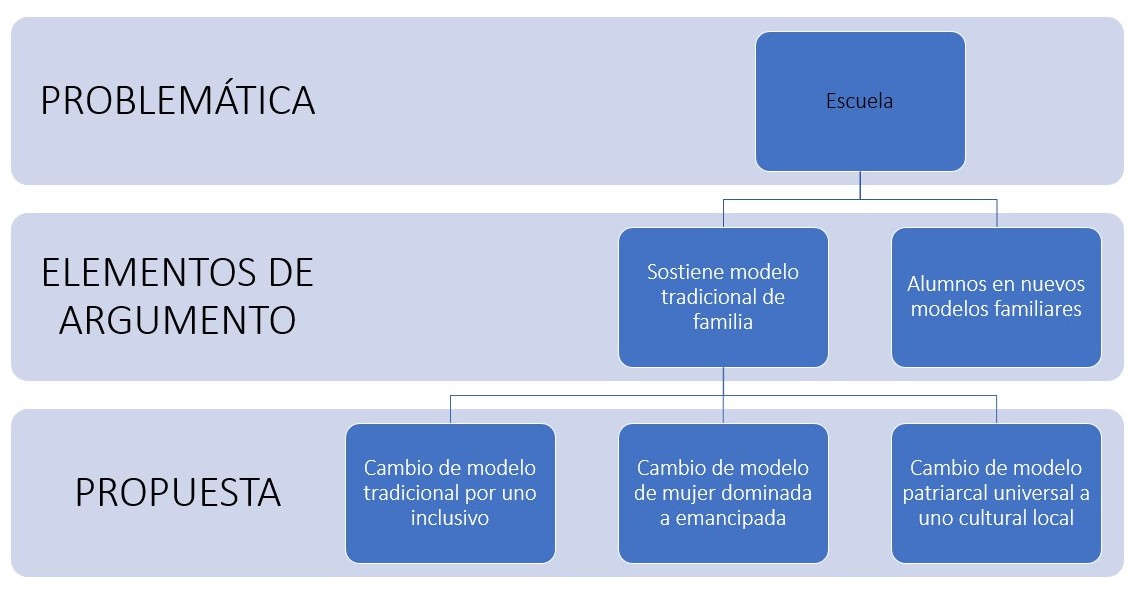 PROBLEMÁTICA
Escuela
ELEMENTOS DE
ARGUMENTO
Sostiene modelo
tradicional de
familia
Alumnos en nuevos
modelos familiares
PROPUESTA
Cambio de modelo
tradicional por uno
inclusivo
Cambio de modelo
de mujer dominada
a emancipada
Cambio de modelo
patriarcal universal a
uno cultural local